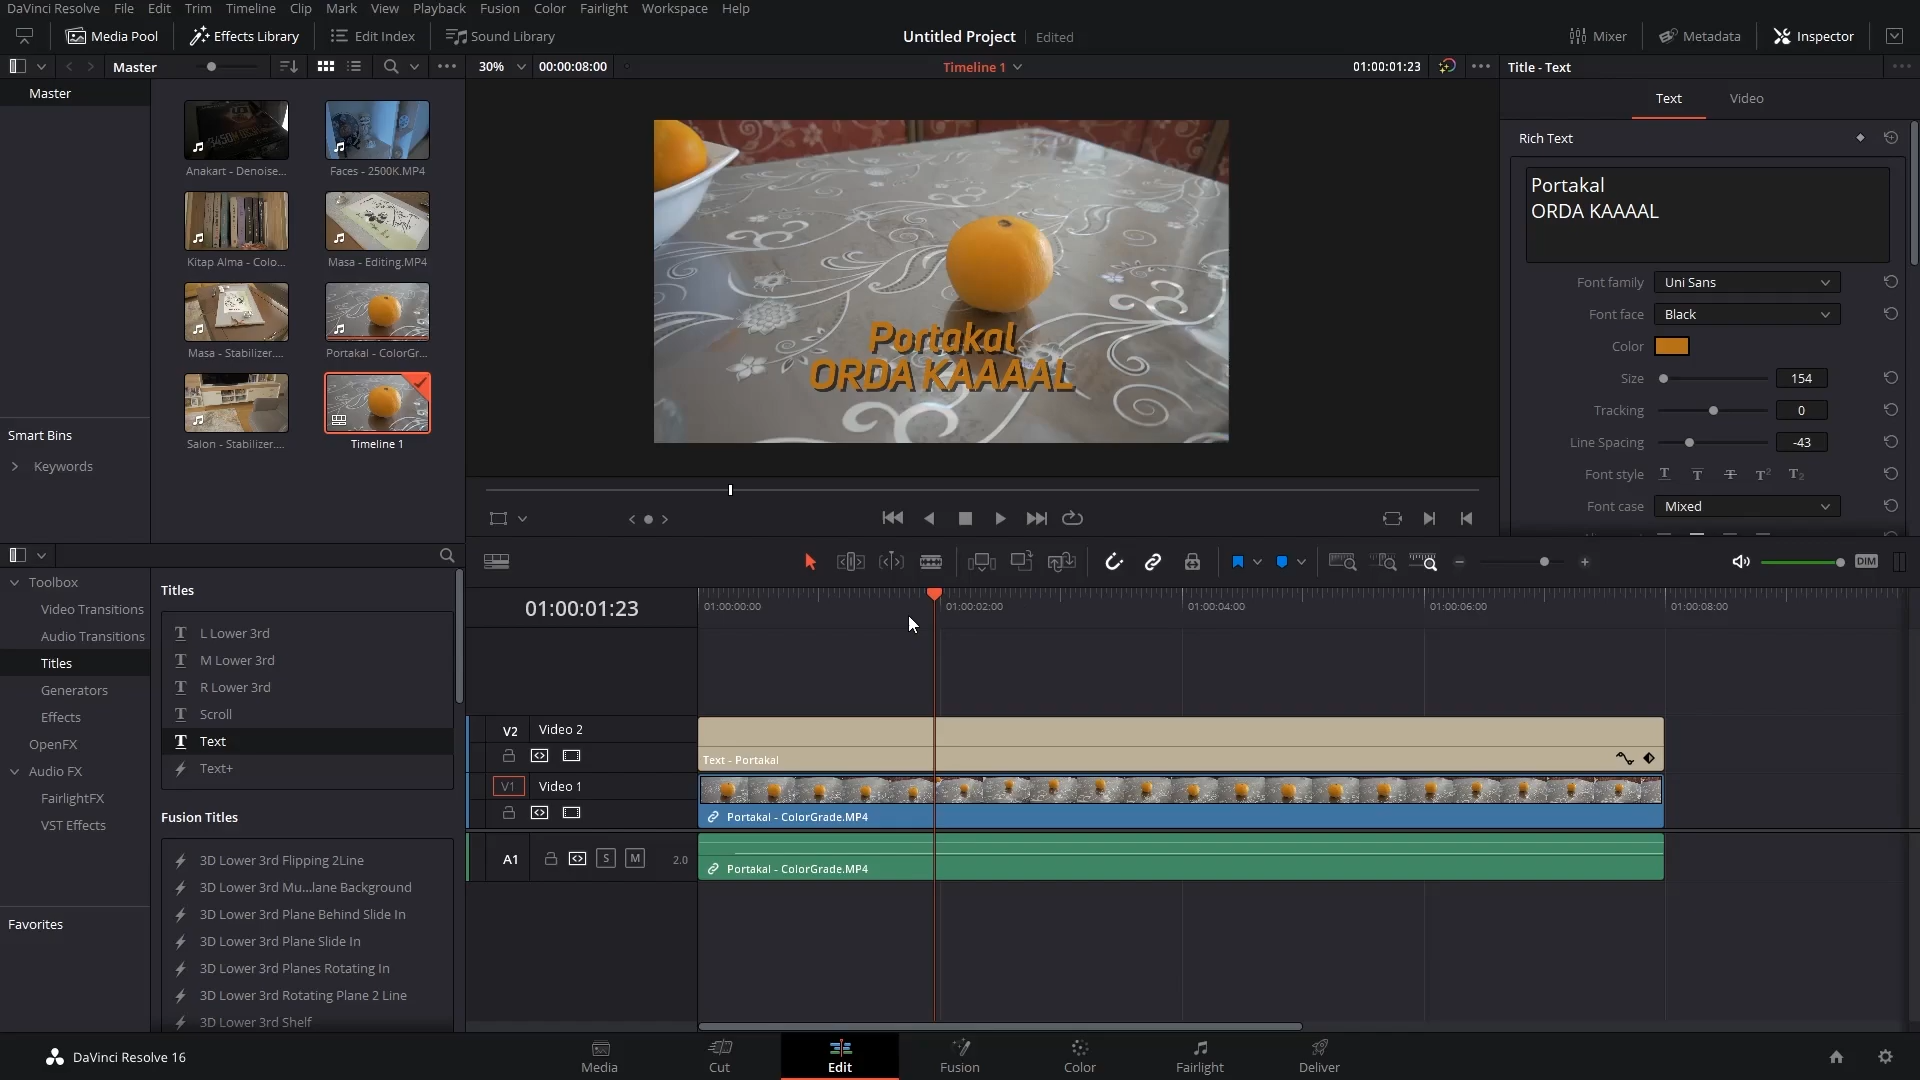 DaVinci Resolve File Edit Trim Timeline Clip Mark View Playback Fusion Color Fairlight Workspace Help
Media Pool Effects Library Edit Index Sound Library Untitled Project Edited Mixer Metadata Inspector
Master 30% 00:00:08:00 Timeline 1 01:00:01:23 Title - Text
Master
Anakart - Denoise... Faces - 2500K.MP4
Kitap Alma - Colo... Masa - Editing.MP4
Masa - Stabilizer.... Portakal - ColorGr...
Salon - Stabilizer.... Timeline 1
Smart Bins
Keywords
Portakal
ORDA KAAAAL
Text Video
Rich Text
Portakal
ORDA KAAAAL
Font family Uni Sans
Font face Black
Color
Size 154
Tracking 0
Line Spacing -43
Font style T T T T2 T2
Font case Mixed
Toolbox
Video Transitions
Audio Transitions
Titles
Generators
Effects
OpenFX
Audio FX
FairlightFX
VST Effects
Favorites
Titles
T L Lower 3rd
T M Lower 3rd
T R Lower 3rd
T Scroll
T Text
Text+
Fusion Titles
3D Lower 3rd Flipping 2Line
3D Lower 3rd Mu...lane Background
3D Lower 3rd Plane Behind Slide In
3D Lower 3rd Plane Slide In
3D Lower 3rd Planes Rotating In
3D Lower 3rd Rotating Plane 2 Line
3D Lower 3rd Shelf
DIM
01:00:01:23 01:00:00:00 01:00:02:00 01:00:04:00 01:00:06:00 01:00:08:00
V2 Video 2
Text - Portakal
V1 Video 1
Portakal - ColorGrade.MP4
A1 S M 2.0
Portakal - ColorGrade.MP4
DaVinci Resolve 16 Media Cut Edit Fusion Color Fairlight Deliver